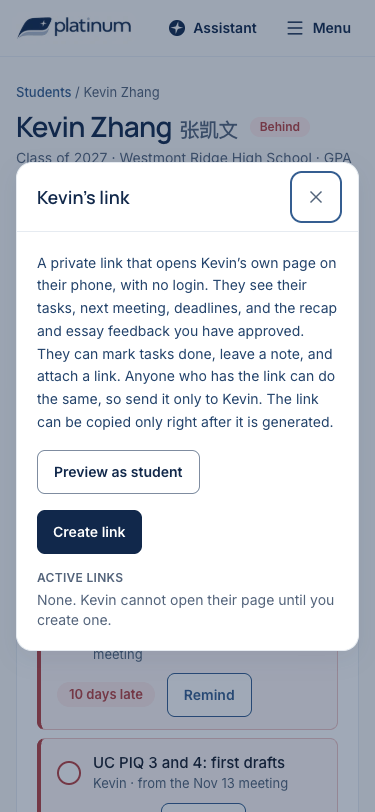 platinum
Assistant
Menu
Students / Kevin Zhang
Kevin Zhang 张凯文 Behind
Class of 2027 · Westmont Ridge High School · GPA
Kevin’s link
A private link that opens Kevin’s own page on
their phone, with no login. They see their
tasks, next meeting, deadlines, and the recap
and essay feedback you have approved.
They can mark tasks done, leave a note, and
attach a link. Anyone who has the link can do
the same, so send it only to Kevin. The link
can be copied only right after it is generated.
Preview as student
Create link
ACTIVE LINKS
None. Kevin cannot open their page until you
create one.
meeting
10 days late
Remind
UC PIQ 3 and 4: first drafts
Kevin · from the Nov 13 meeting